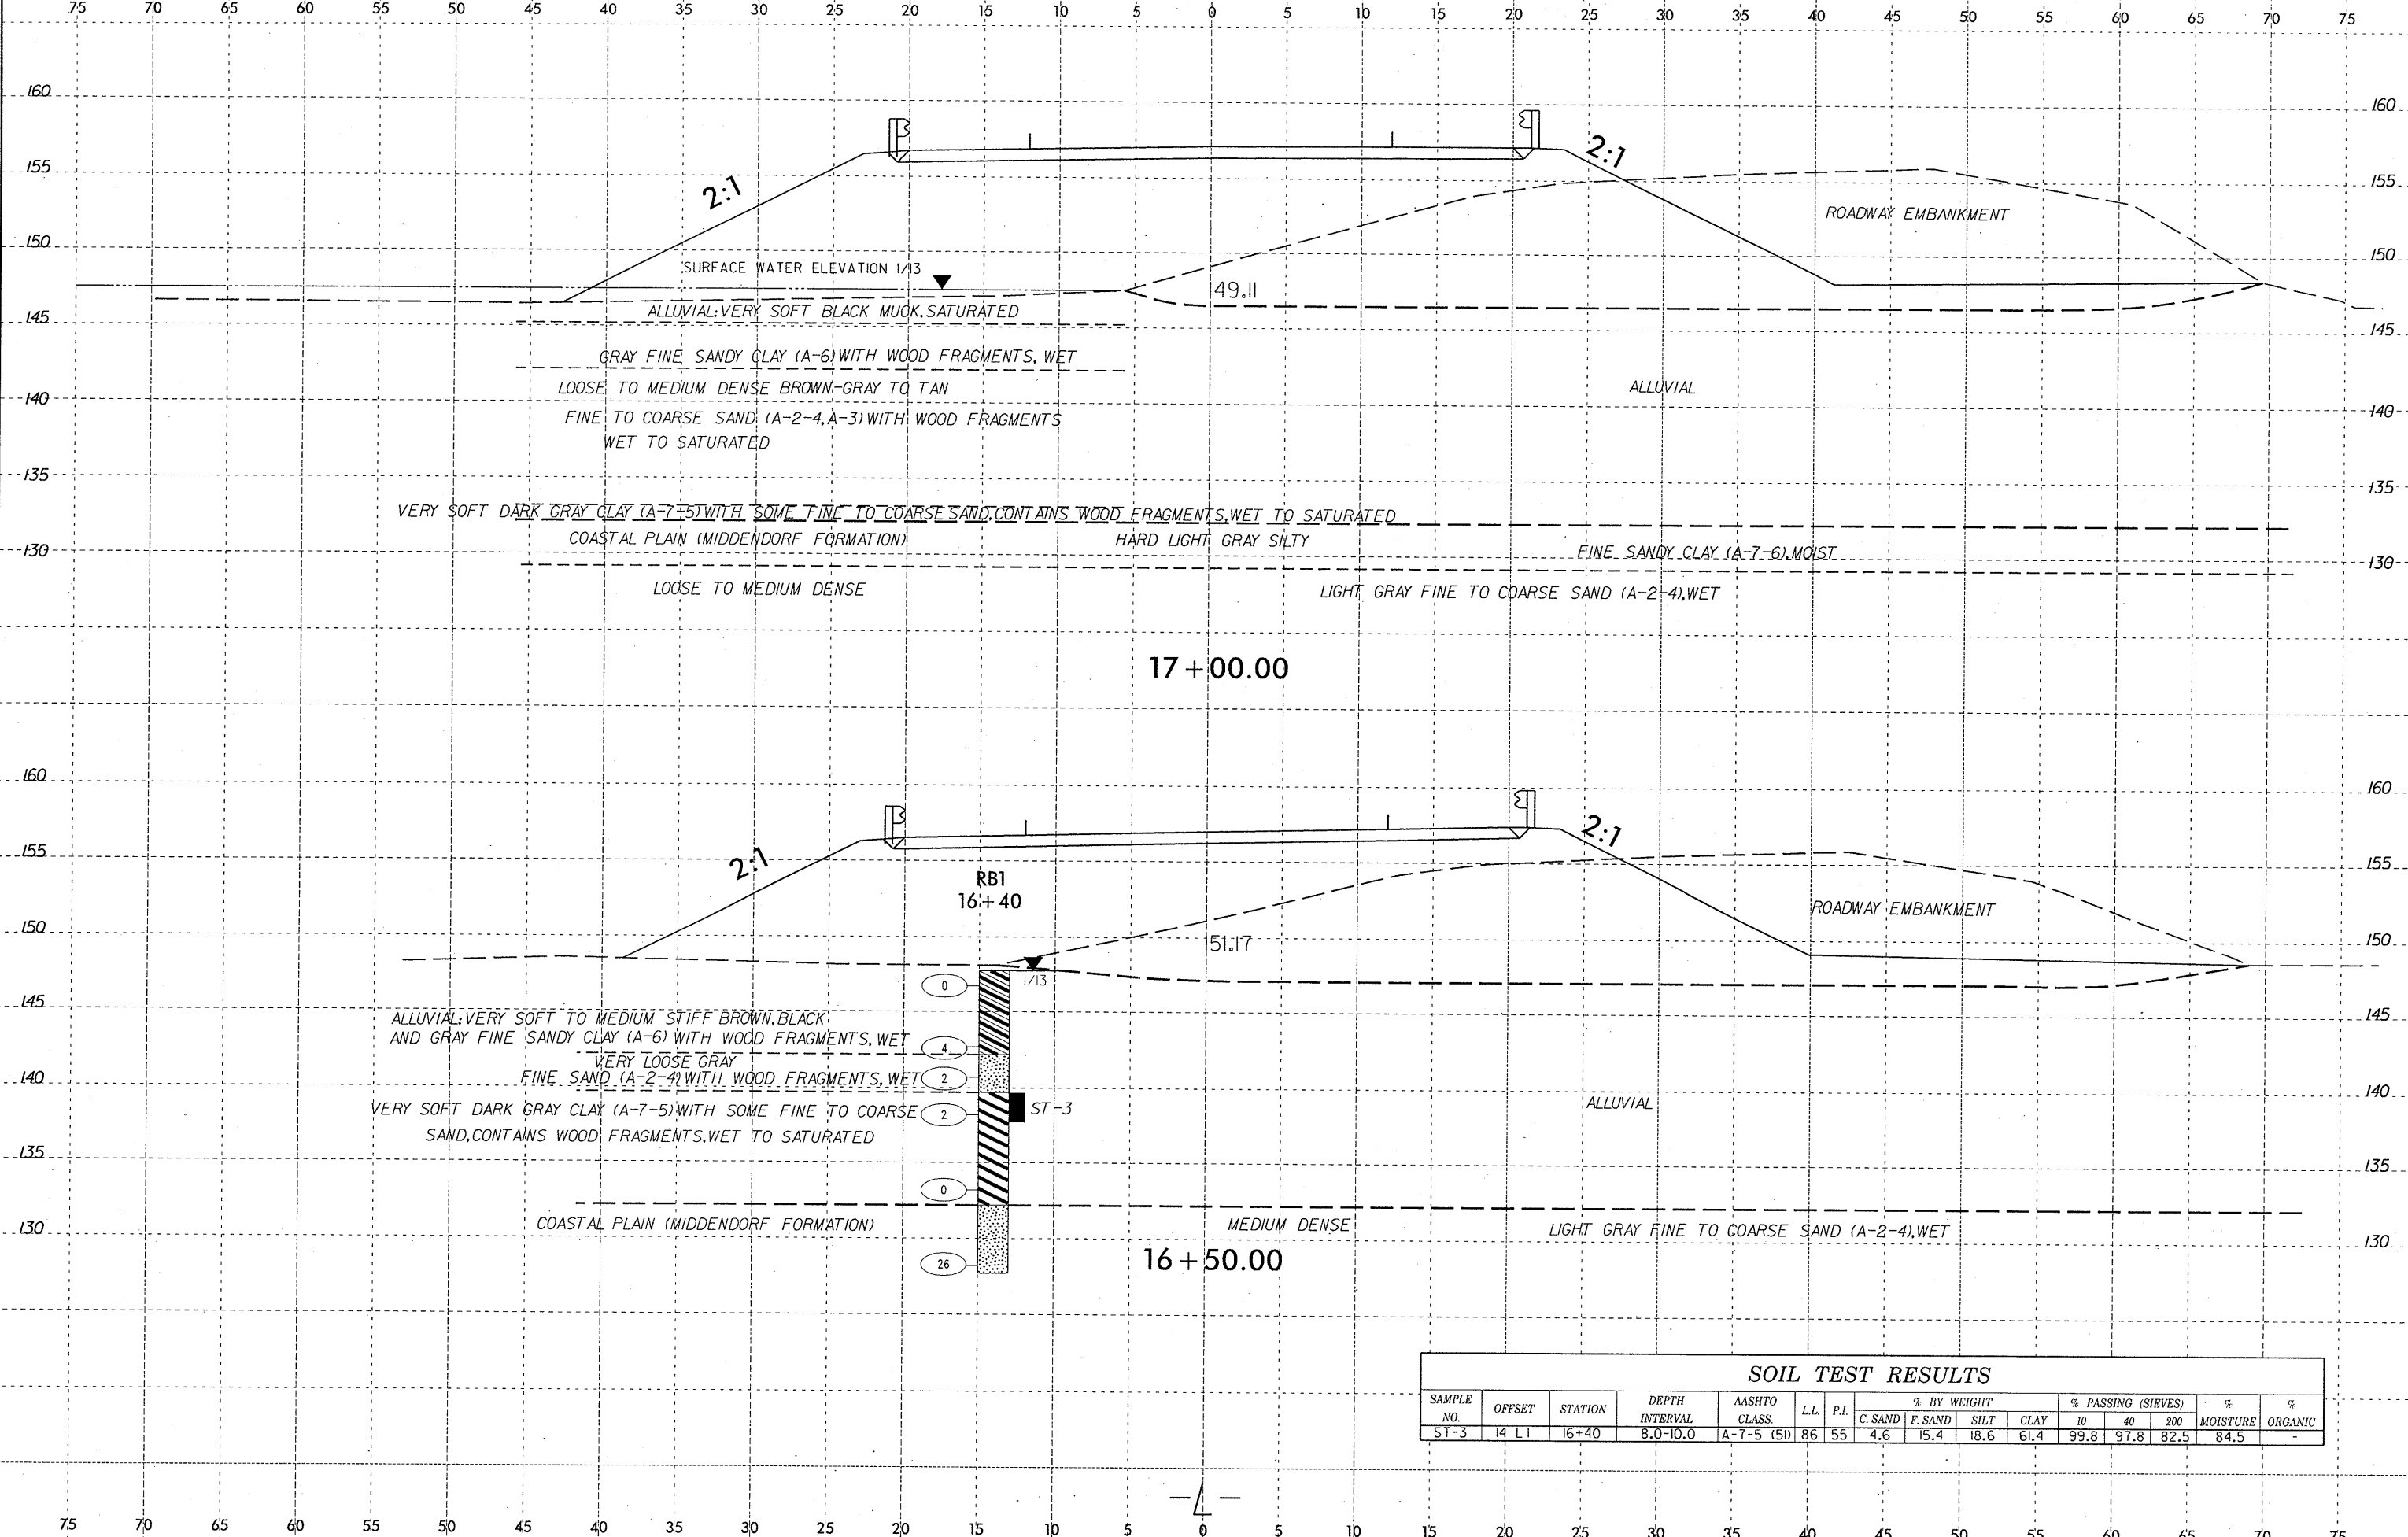 75 70 65 60 55 50 45 40 35 30 25 20 15 10 5 0 5 10 15 20 25 30 35 40 45 50 55 60 65 70 75
160 160
2:1 2:1
155 155
ROADWAY EMBANKMENT
150 150
SURFACE WATER ELEVATION 1/13
149.11
ALLUVIAL: VERY SOFT BLACK MUCK, SATURATED
145 145
GRAY FINE SANDY CLAY (A-6) WITH WOOD FRAGMENTS, WET
LOOSE TO MEDIUM DENSE BROWN-GRAY TO TAN ALLUVIAL
140 140
FINE TO COARSE SAND (A-2-4, A-3) WITH WOOD FRAGMENTS
WET TO SATURATED
135 135
VERY SOFT DARK GRAY CLAY (A-7-5) WITH SOME FINE TO COARSE SAND, CONTAINS WOOD FRAGMENTS, WET TO SATURATED
COASTAL PLAIN (MIDDENDORF FORMATION) HARD LIGHT GRAY SILTY FINE SANDY CLAY (A-7-6), MOIST
130 130
LOOSE TO MEDIUM DENSE LIGHT GRAY FINE TO COARSE SAND (A-2-4), WET
17+00.00
160 160
2:1 2:1
155 155
RB1
16+40
ROADWAY EMBANKMENT
150 150
151.17
1/13
0
145 145
ALLUVIAL: VERY SOFT TO MEDIUM STIFF BROWN, BLACK
AND GRAY FINE SANDY CLAY (A-6) WITH WOOD FRAGMENTS, WET
4
VERY LOOSE GRAY
140 140
FINE SAND (A-2-4) WITH WOOD FRAGMENTS, WET 2
VERY SOFT DARK GRAY CLAY (A-7-5) WITH SOME FINE TO COARSE 2 ST-3 ALLUVIAL
SAND, CONTAINS WOOD FRAGMENTS, WET TO SATURATED
135 135
0
COASTAL PLAIN (MIDDENDORF FORMATION) MEDIUM DENSE LIGHT GRAY FINE TO COARSE SAND (A-2-4), WET
130 130
26
16+50.00
SOIL TEST RESULTS
SAMPLE NO. OFFSET STATION DEPTH INTERVAL AASHTO CLASS. L.L. P.I. % BY WEIGHT % PASSING (SIEVES) % MOISTURE % ORGANIC
C. SAND F. SAND SILT CLAY 10 40 200
ST-3 14 LT 16+40 8.0-10.0 A-7-5 (51) 86 55 4.6 15.4 18.6 61.4 99.8 97.8 82.5 84.5 -
-L-
75 70 65 60 55 50 45 40 35 30 25 20 15 10 5 0 5 10 15 20 25 30 35 40 45 50 55 60 65 70 75